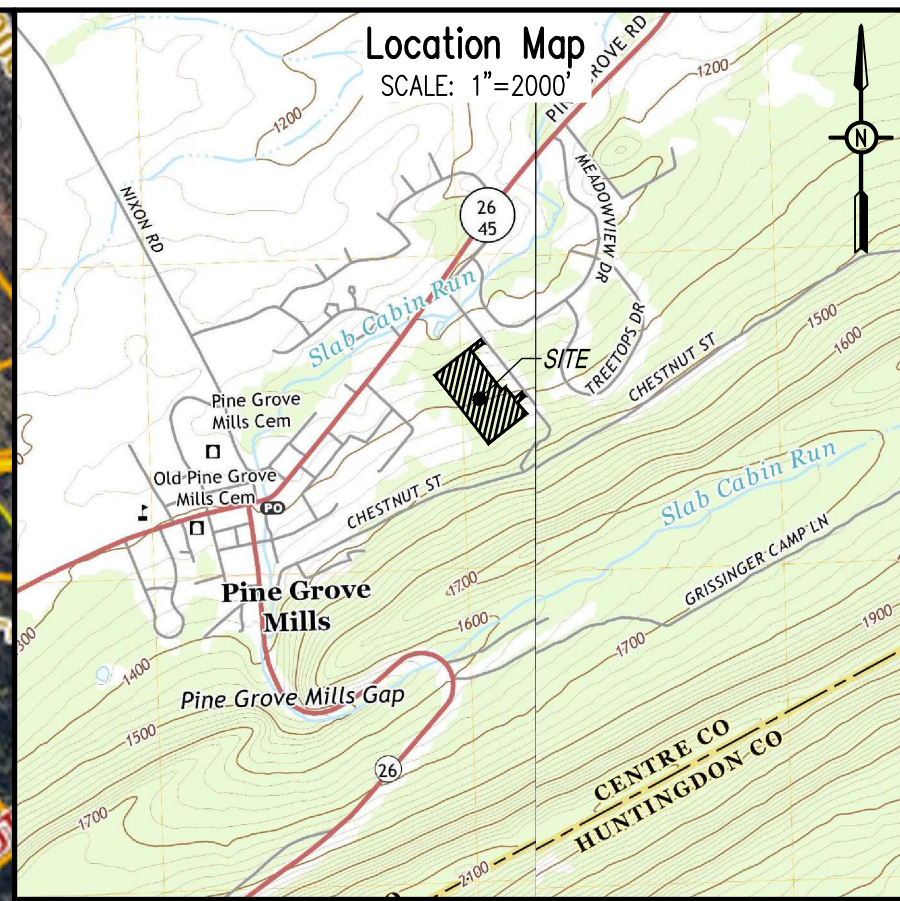 Location Map
SCALE: 1"=2000'
PINE GROVE RD
1200
1200
N
NIXON RD
MEADOWVIEW DR
26
45
Slab Cabin Run
TREETOPS DR
CHESTNUT ST
1500
1600
SITE
Pine Grove
Mills Cem
Old Pine Grove
Mills Cem
PO
CHESTNUT ST
Slab Cabin Run
GRISSINGER CAMP LN
1700
Pine Grove
Mills
1600
1700
1900
1400
Pine Grove Mills Gap
1500
CENTRE CO
HUNTINGDON CO
26
1700
2100